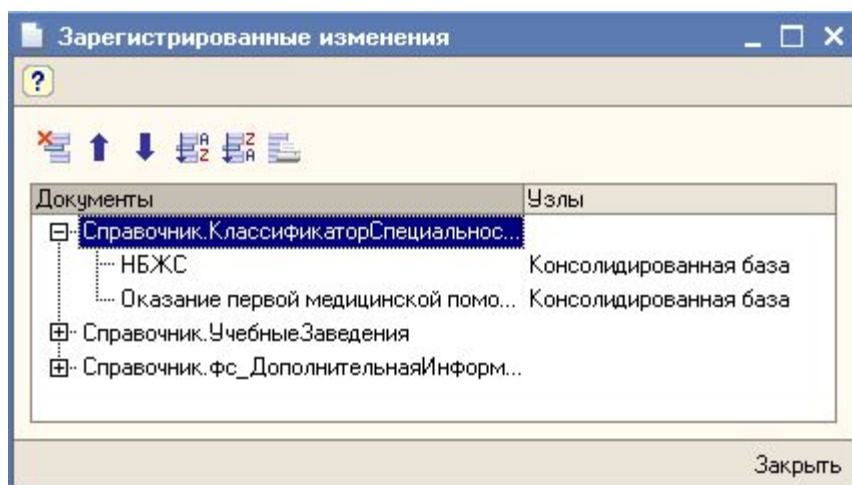 Зарегистрированные изменения
?
Документы Узлы
Справочник.КлассификаторСпециальнос...
НБЖС Консолидированная база
Оказание первой медицинской помо... Консолидированная база
Справочник.УчебныеЗаведения
Справочник.фс_ДополнительнаяИнформ...
Закрыть